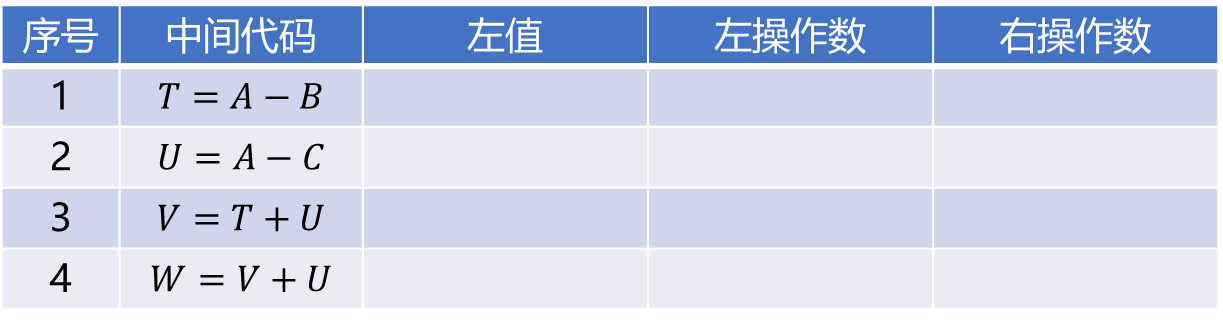 序号 中间代码 左值 左操作数 右操作数
1 T = A − B
2 U = A − C
3 V = T + U
4 W = V + U